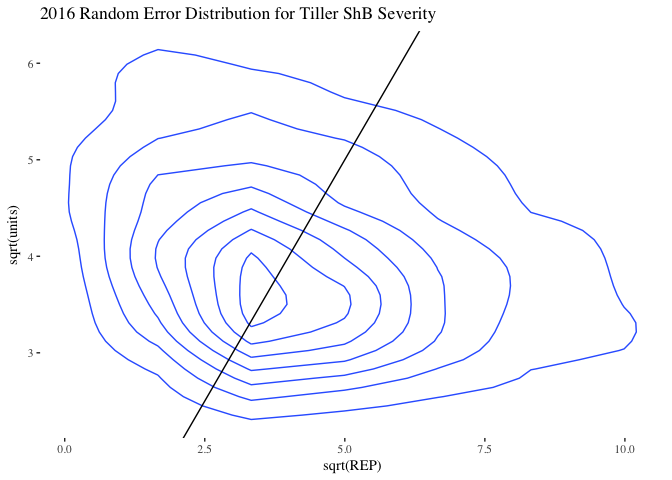 2016 Random Error Distribution for Tiller ShB Severity
6
5
4
3
sqrt(units)
0.0 2.5 5.0 7.5 10.0
sqrt(REP)